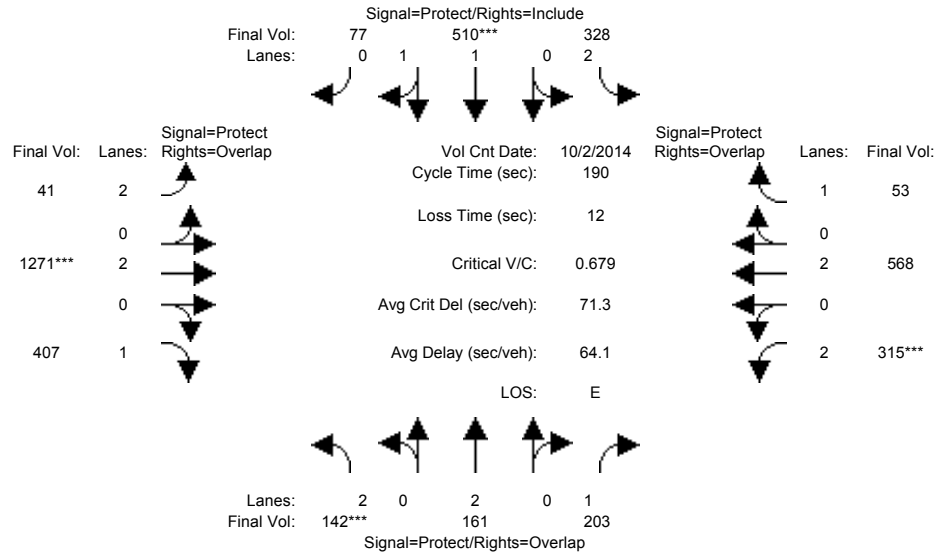 Signal=Protect/Rights=Include
Final Vol: 77 510*** 328
Lanes: 0 1 1 0 2
Signal=Protect Signal=Protect
Final Vol: Lanes: Rights=Overlap Vol Cnt Date: 10/2/2014 Rights=Overlap Lanes: Final Vol:
Cycle Time (sec): 190
41 2 1 53
Loss Time (sec): 12
0 0
1271*** 2 Critical V/C: 0.679 2 568
0 Avg Crit Del (sec/veh): 71.3 0
407 1 Avg Delay (sec/veh): 64.1 2 315***
LOS: E
Lanes: 2 0 2 0 1
Final Vol: 142*** 161 203
Signal=Protect/Rights=Overlap